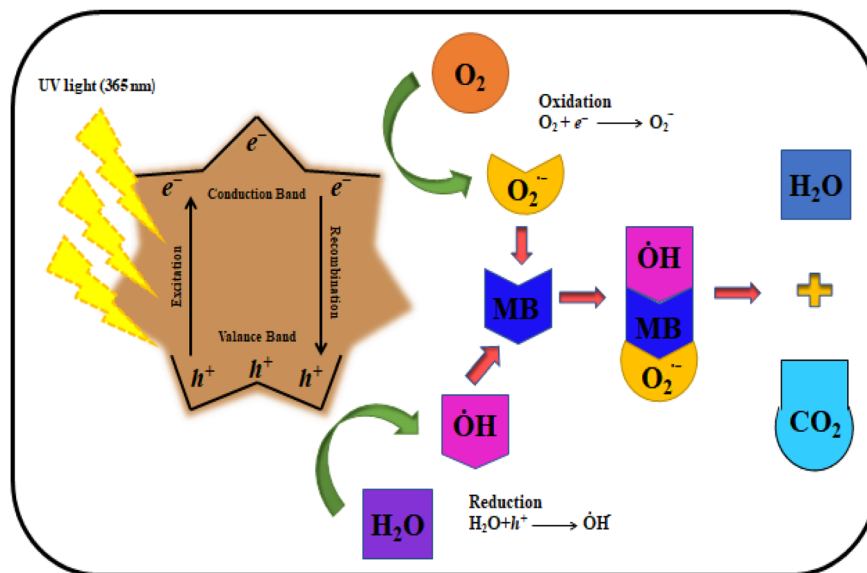 UV light (365 nm)
O₂
Oxidation
O₂ + e⁻ ⟶ O₂⁻
e⁻
e⁻
e⁻
Conduction Band
O₂˙⁻
H₂O
Excitation
Recombination
ȮH
MB
MB
O₂˙⁻
Valance Band
h⁺
h⁺
h⁺
ȮH
CO₂
H₂O
Reduction
H₂O+h⁺ ⟶ ȮH